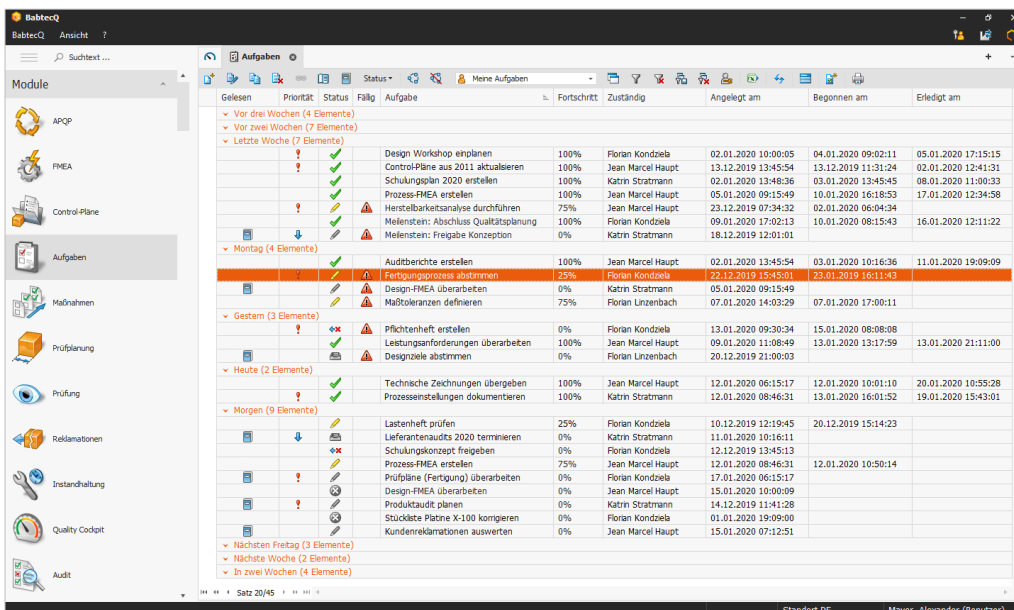 BabtecQ
BabtecQ Ansicht ?
Suchtext ...
Aufgaben
Module
Status
Meine Aufgaben
Gelesen Priorität Status Fällig Aufgabe Fortschritt Zuständig Angelegt am Begonnen am Erledigt am
Vor drei Wochen (4 Elemente)
Vor zwei Wochen (7 Elemente)
Letzte Woche (7 Elemente)
Design Workshop einplanen 100% Florian Kondziela 02.01.2020 10:00:05 04.01.2020 09:02:11 05.01.2020 17:15:15
Control-Pläne aus 2011 aktualisieren 100% Jean Marcel Haupt 13.12.2019 13:45:54 13.12.2019 11:31:24 02.01.2020 12:41:31
Schulungsplan 2020 erstellen 100% Katrin Stratmann 02.01.2020 13:48:36 03.01.2020 13:45:45 08.01.2020 11:00:33
Prozess-FMEA erstellen 100% Jean Marcel Haupt 05.01.2020 09:15:49 10.01.2020 16:18:53 17.01.2020 12:34:58
Herstellbarkeitsanalyse durchführen 75% Jean Marcel Haupt 23.12.2019 07:34:32 02.01.2020 06:04:34
Meilenstein: Abschluss Qualitätsplanung 100% Florian Kondziela 09.01.2020 17:02:13 10.01.2020 08:15:43 16.01.2020 12:11:22
Meilenstein: Freigabe Konzeption 0% Katrin Stratmann 18.12.2019 12:01:01
Montag (4 Elemente)
Auditberichte erstellen 100% Jean Marcel Haupt 02.01.2020 13:45:54 03.01.2020 10:16:36 11.01.2020 19:09:09
Fertigungsprozess abstimmen 25% Florian Kondziela 22.12.2019 15:45:01 23.01.2019 16:11:43
Design-FMEA überarbeiten 0% Katrin Stratmann 05.01.2020 09:15:49
Maßtoleranzen definieren 75% Florian Linzenbach 07.01.2020 14:03:29 07.01.2020 17:00:11
Gestern (3 Elemente)
Pflichtenheft erstellen 0% Florian Kondziela 13.01.2020 09:30:34 15.01.2020 08:08:08
Leistungsanforderungen überarbeiten 100% Jean Marcel Haupt 09.01.2020 11:08:49 13.01.2020 13:17:59 13.01.2020 21:11:00
Designziele abstimmen 0% Florian Linzenbach 20.12.2019 21:00:03
Heute (2 Elemente)
Technische Zeichnungen übergeben 100% Jean Marcel Haupt 12.01.2020 06:15:17 12.01.2020 10:01:10 20.01.2020 10:55:28
Prozesseinstellungen dokumentieren 100% Katrin Stratmann 12.01.2020 08:46:31 13.01.2020 16:01:52 19.01.2020 15:43:01
Morgen (9 Elemente)
Lastenheft prüfen 25% Florian Kondziela 10.12.2019 12:19:45 20.12.2019 15:14:23
Lieferantenaudits 2020 terminieren 0% Katrin Stratmann 11.01.2020 10:16:11
Schulungskonzept freigeben 0% Florian Kondziela 12.12.2019 13:45:13
Prozess-FMEA erstellen 75% Jean Marcel Haupt 12.01.2020 08:46:31 12.01.2020 10:50:14
Prüfpläne (Fertigung) überarbeiten 0% Florian Kondziela 17.01.2020 06:15:17
Design-FMEA überarbeiten 0% Jean Marcel Haupt 15.01.2020 10:00:09
Produktaudit planen 0% Katrin Stratmann 14.12.2019 11:41:28
Stückliste Platine X-100 korrigieren 0% Florian Kondziela 01.01.2020 19:09:00
Kundenreklamationen auswerten 0% Jean Marcel Haupt 15.01.2020 07:12:51
Nächsten Freitag (3 Elemente)
Nächste Woche (2 Elemente)
In zwei Wochen (4 Elemente)
Satz 20/45
APQP
FMEA
Control-Pläne
Aufgaben
Maßnahmen
Prüfplanung
Prüfung
Reklamationen
Instandhaltung
Quality Cockpit
Audit
Standort DE Mayer, Alexander (Benutzer)